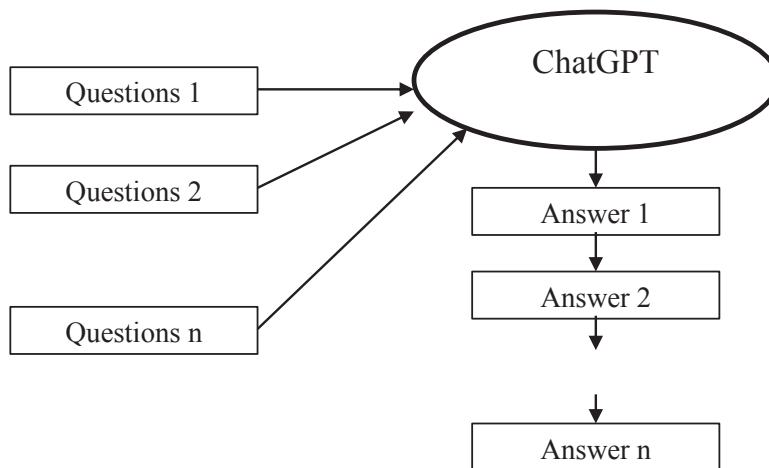 ChatGPT
Questions 1
Questions 2
Questions n
Answer 1
Answer 2
Answer n